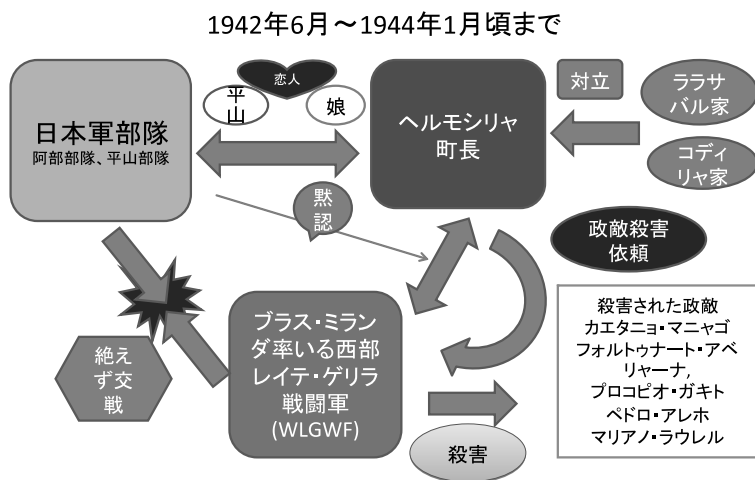 1942年6月～1944年1月頃まで
日本軍部隊
阿部部隊、平山部隊
恋人
平
山
娘
ヘルモシリャ
町長
対立
ララサ
バル家
コディ
リャ家
黙
認
政敵殺害
依頼
絶え
ず交
戦
ブラス・ミラン
ダ率いる西部
レイテ・ゲリラ
戦闘軍
(WLGWF)
殺害
殺害された政敵
カエタニョ・マニャゴ
フォルトゥナート・アベ
リャーナ,
プロコピオ・ガキト
ペドロ・アレホ
マリアノ・ラウレル